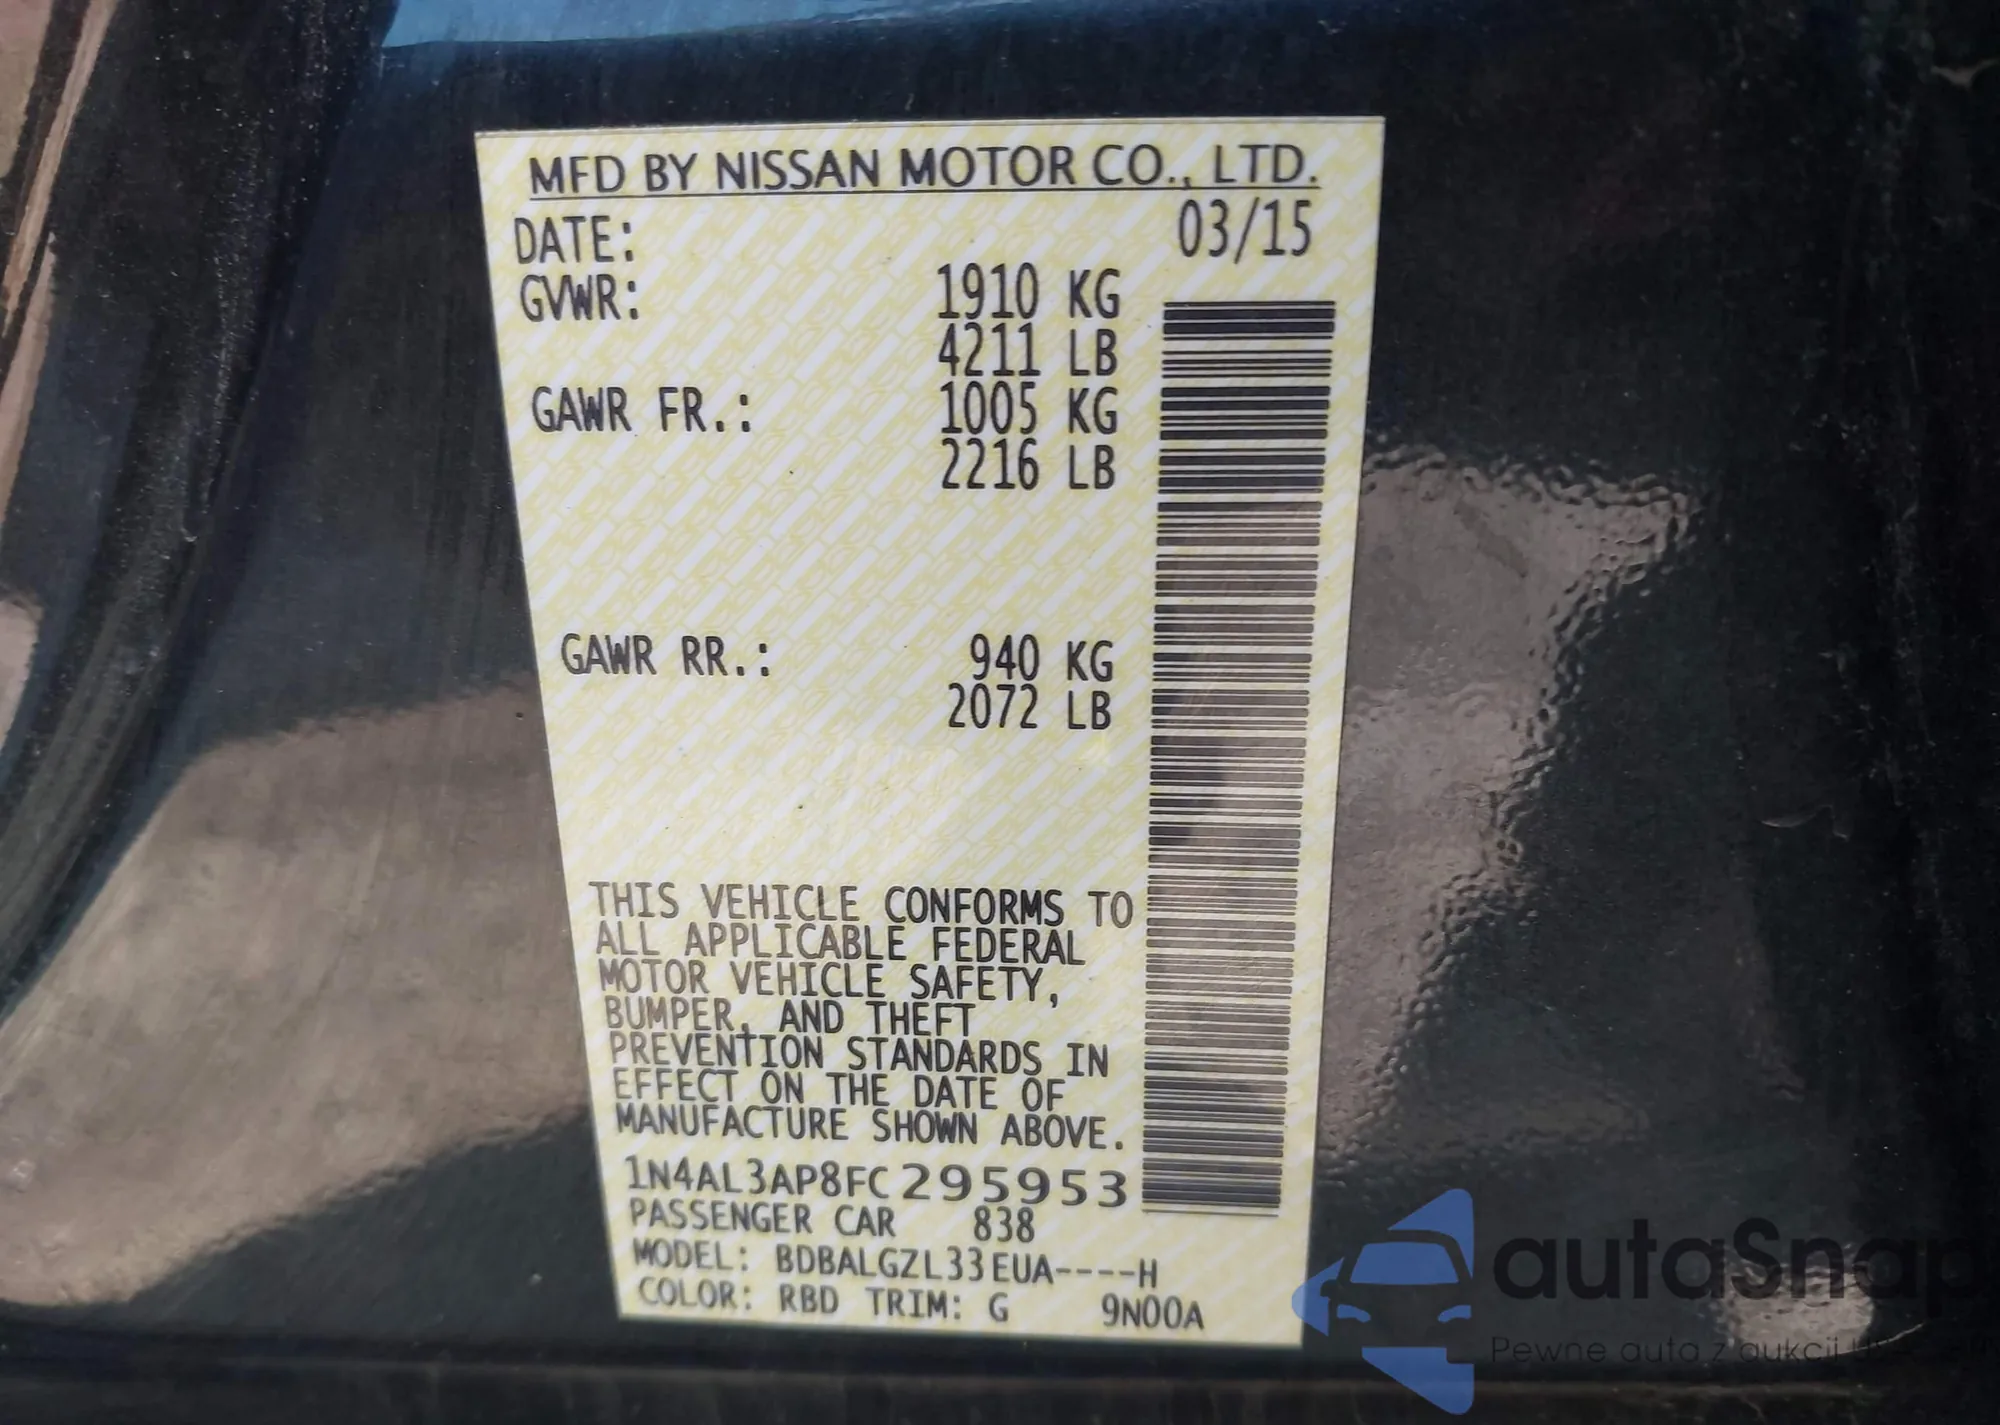 MFD BY NISSAN MOTOR CO., LTD.
DATE: 03/15
GVWR: 1910 KG
4211 LB
GAWR FR.: 1005 KG
2216 LB
GAWR RR.: 940 KG
2072 LB
THIS VEHICLE CONFORMS TO
ALL APPLICABLE FEDERAL
MOTOR VEHICLE SAFETY,
BUMPER, AND THEFT
PREVENTION STANDARDS IN
EFFECT ON THE DATE OF
MANUFACTURE SHOWN ABOVE.
1N4AL3AP8FC295953
PASSENGER CAR 838
MODEL: BDBALGZL33EUA----H
COLOR: RBD TRIM: G 9N00A
autaSnap
Pewne auta z aukcji